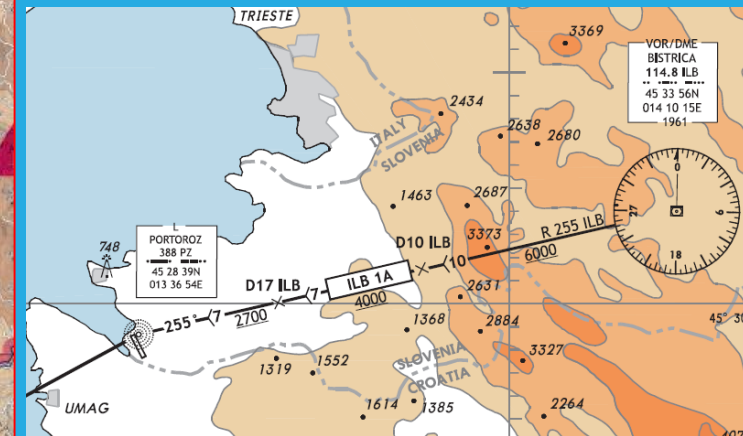 TRIESTE
3369
VOR/DME
BISTRICA
114.8 ILB
45 33 56N
014 10 15E
1961
2434
2638
2680
ITALY
SLOVENIA
1463
2687
0
27
9
18
R 255 ILB
6000
3373
D10 ILB
10
L
PORTOROZ
388 PZ
45 28 39N
013 36 54E
748
D17 ILB
7
ILB 1A
4000
2631
255°
7
2700
1368
2884
45° 30
SLOVENIA
CROATIA
3327
1319
1552
UMAG
1614
1385
2264